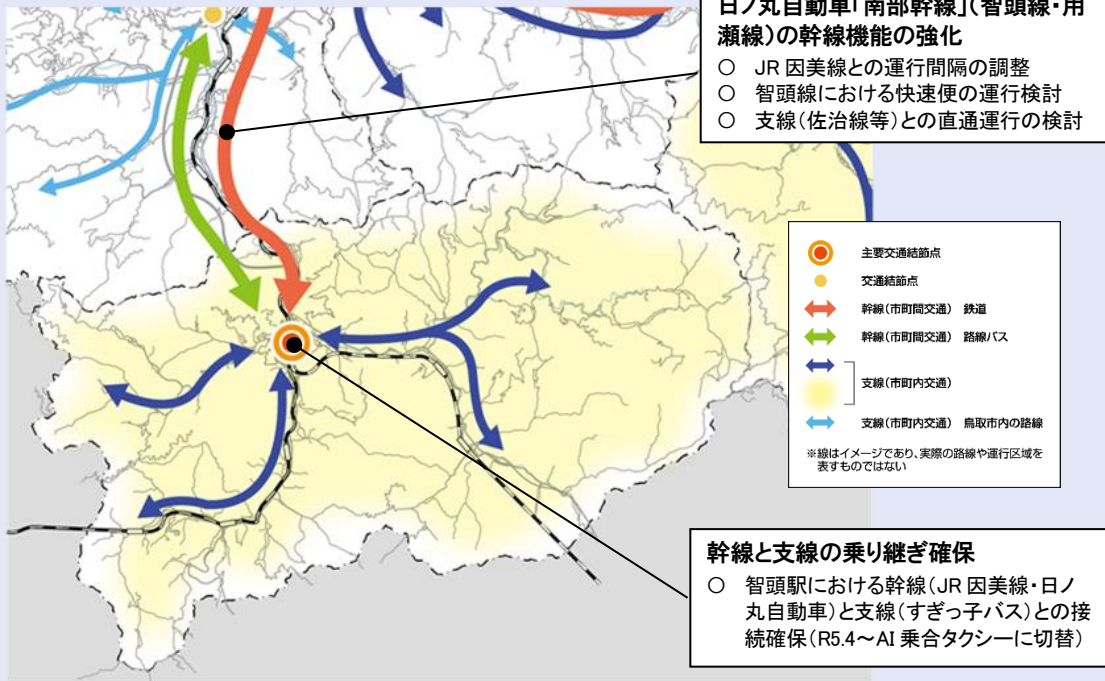 日ノ丸自動車「南部幹線」(智頭線・用
瀬線)の幹線機能の強化
○ JR 因美線との運行間隔の調整
○ 智頭線における快速便の運行検討
○ 支線(佐治線等)との直通運行の検討
主要交通結節点
交通結節点
幹線(市町間交通) 鉄道
幹線(市町間交通) 路線バス
支線(市町内交通)
支線(市町内交通) 鳥取市内の路線
※線はイメージであり、実際の路線や運行区域を
表すものではない
幹線と支線の乗り継ぎ確保
○ 智頭駅における幹線(JR 因美線・日ノ
丸自動車)と支線(すぎっ子バス)との接
続確保(R5.4~AI 乗合タクシーに切替)